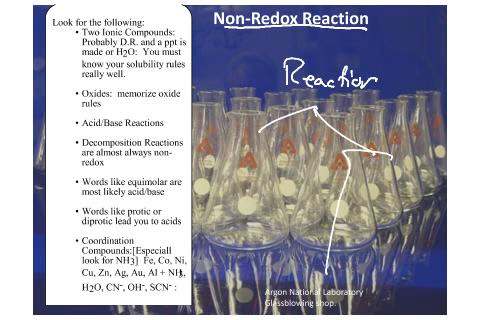 Non-Redox Reaction
Look for the following:
• Two Ionic Compounds:
Probably D.R. and a ppt is
made or H2O: You must
know your solubility rules
really well.
• Oxides: memorize oxide
rules
• Acid/Base Reactions
• Decomposition Reactions
are almost always non-
redox
• Words like equimolar are
most likely acid/base
• Words like protic or
diprotic lead you to acids
• Coordination
Compounds:[Especiall
look for NH3] Fe, Co, Ni,
Cu, Zn, Ag, Au, Al + NH3,
H2O, CN-, OH-, SCN- :
Reaction
Argon National Laboratory
Glassblowing shop.